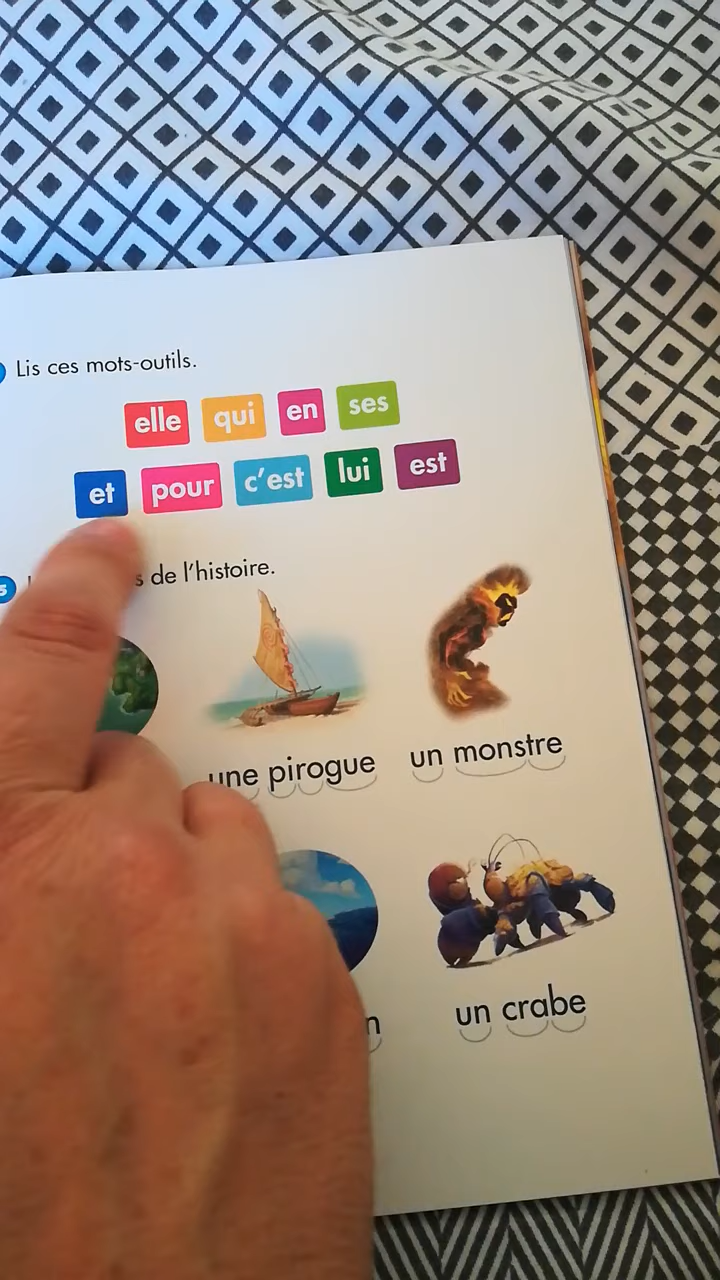 Lis ces mots-outils.
elle qui en ses
et pour c'est lui est
de l'histoire.
une pirogue un monstre
un crabe